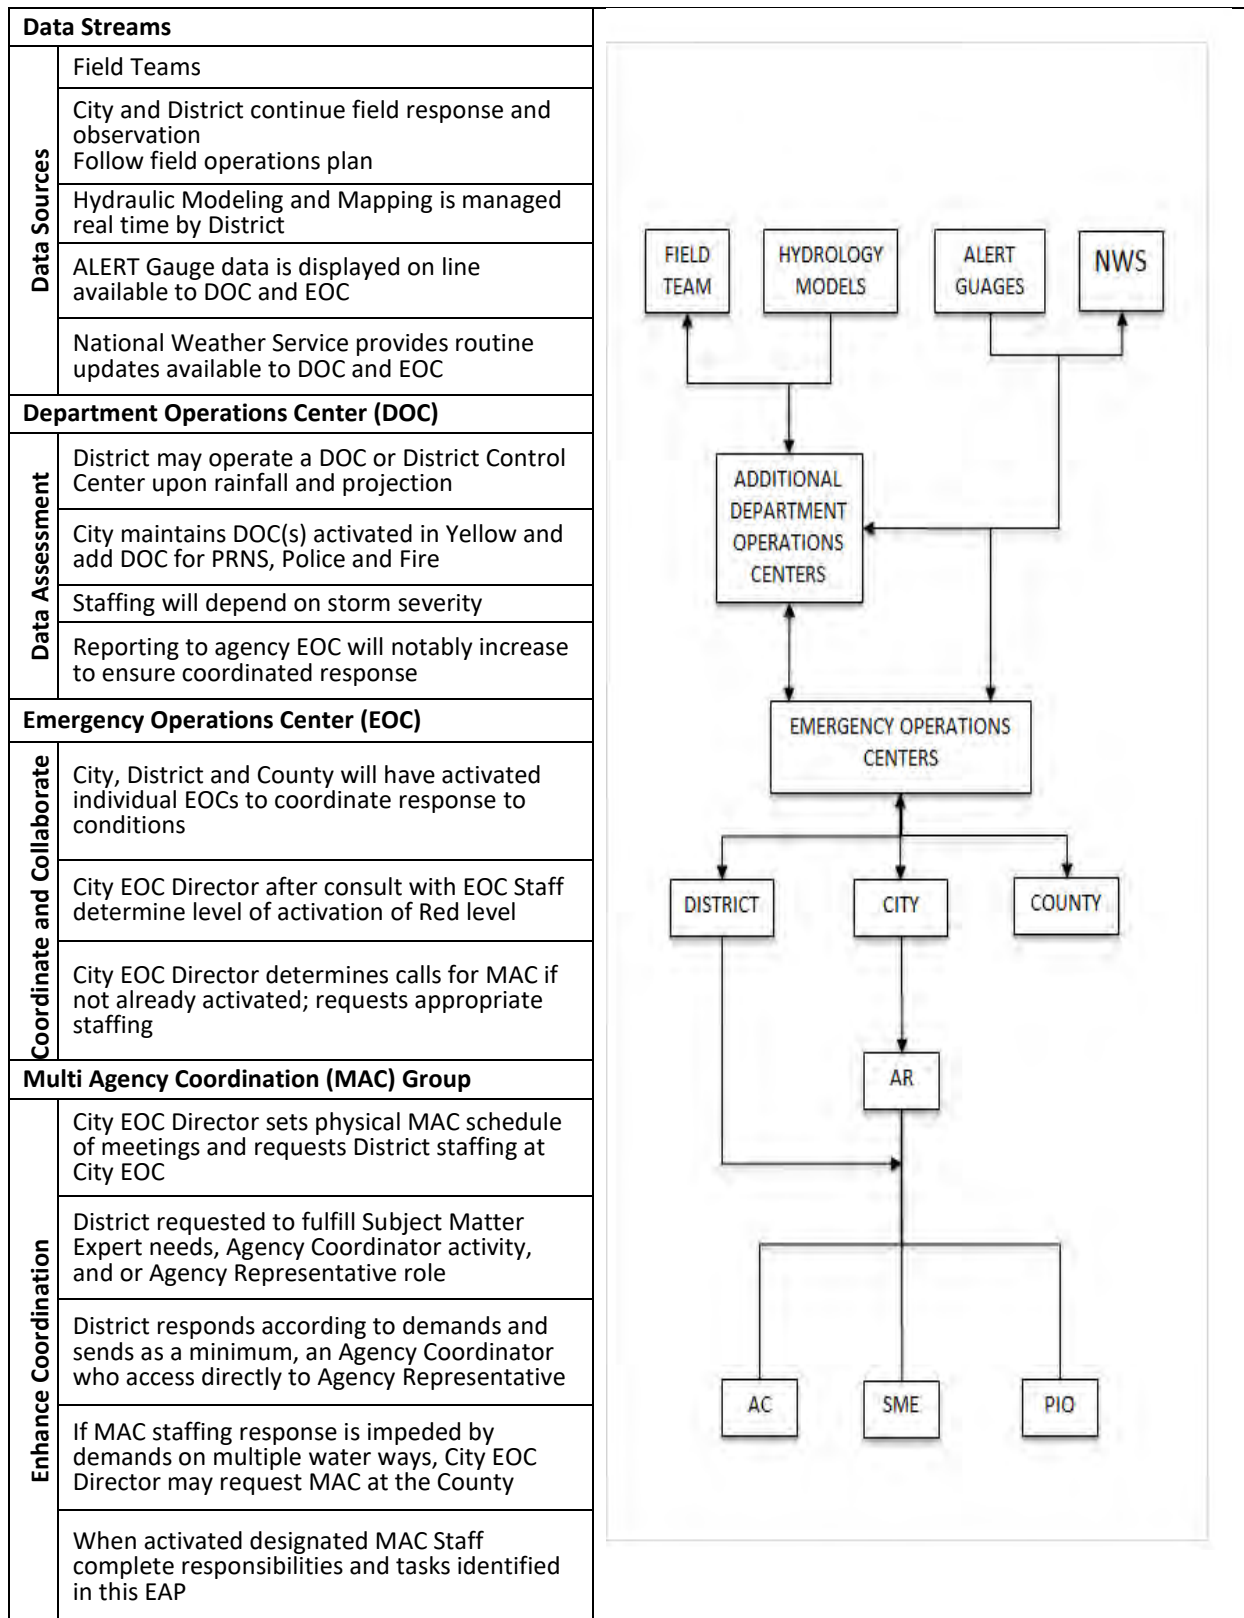 Data Streams
Data Sources
Field Teams
City and District continue field response and
observation
Follow field operations plan
Hydraulic Modeling and Mapping is managed
real time by District
ALERT Gauge data is displayed on line
available to DOC and EOC
National Weather Service provides routine
updates available to DOC and EOC
Department Operations Center (DOC)
Data Assessment
District may operate a DOC or District Control
Center upon rainfall and projection
City maintains DOC(s) activated in Yellow and
add DOC for PRNS, Police and Fire
Staffing will depend on storm severity
Reporting to agency EOC will notably increase
to ensure coordinated response
Emergency Operations Center (EOC)
Coordinate and Collaborate
City, District and County will have activated
individual EOCs to coordinate response to
conditions
City EOC Director after consult with EOC Staff
determine level of activation of Red level
City EOC Director determines calls for MAC if
not already activated; requests appropriate
staffing
Multi Agency Coordination (MAC) Group
Enhance Coordination
City EOC Director sets physical MAC schedule
of meetings and requests District staffing at
City EOC
District requested to fulfill Subject Matter
Expert needs, Agency Coordinator activity,
and or Agency Representative role
District responds according to demands and
sends as a minimum, an Agency Coordinator
who access directly to Agency Representative
If MAC staffing response is impeded by
demands on multiple water ways, City EOC
Director may request MAC at the County
When activated designated MAC Staff
complete responsibilities and tasks identified
in this EAP
FIELD
TEAM
HYDROLOGY
MODELS
ALERT
GUAGES
NWS
ADDITIONAL
DEPARTMENT
OPERATIONS
CENTERS
EMERGENCY OPERATIONS
CENTERS
DISTRICT
CITY
COUNTY
AR
AC
SME
PIO